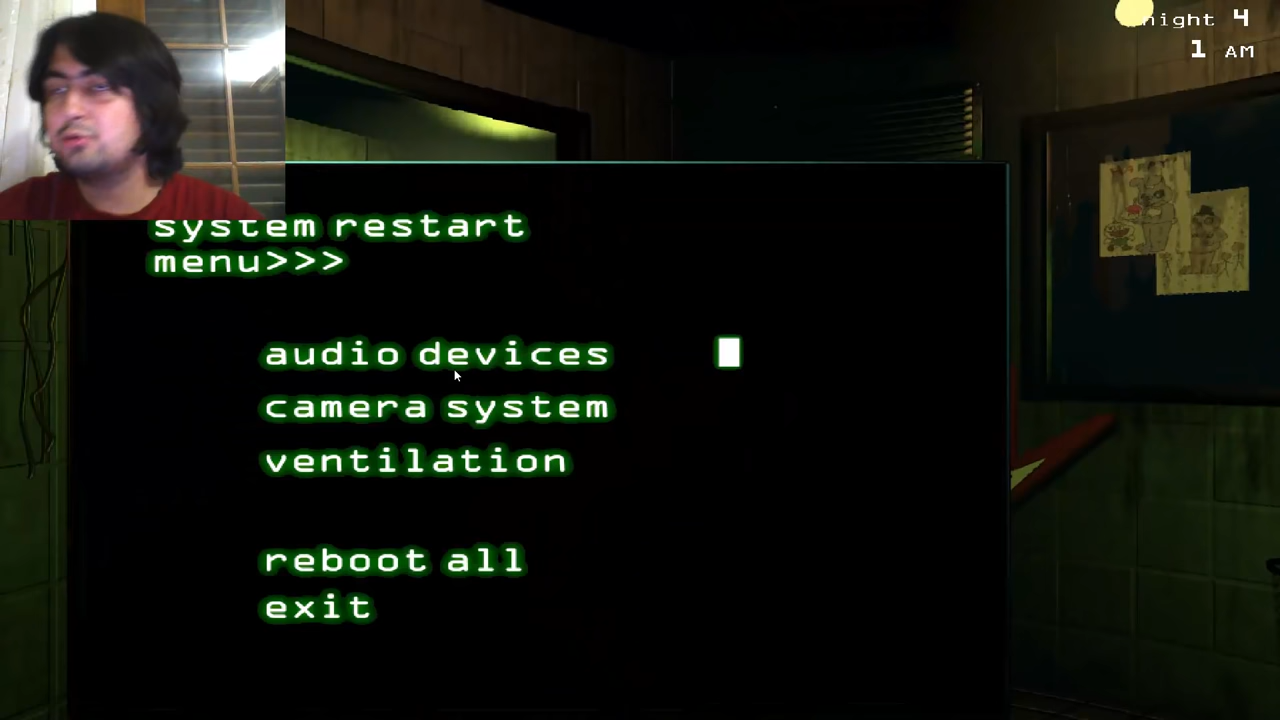 night 4
1 AM
system restart
menu>>>
audio devices
camera system
ventilation
reboot all
exit